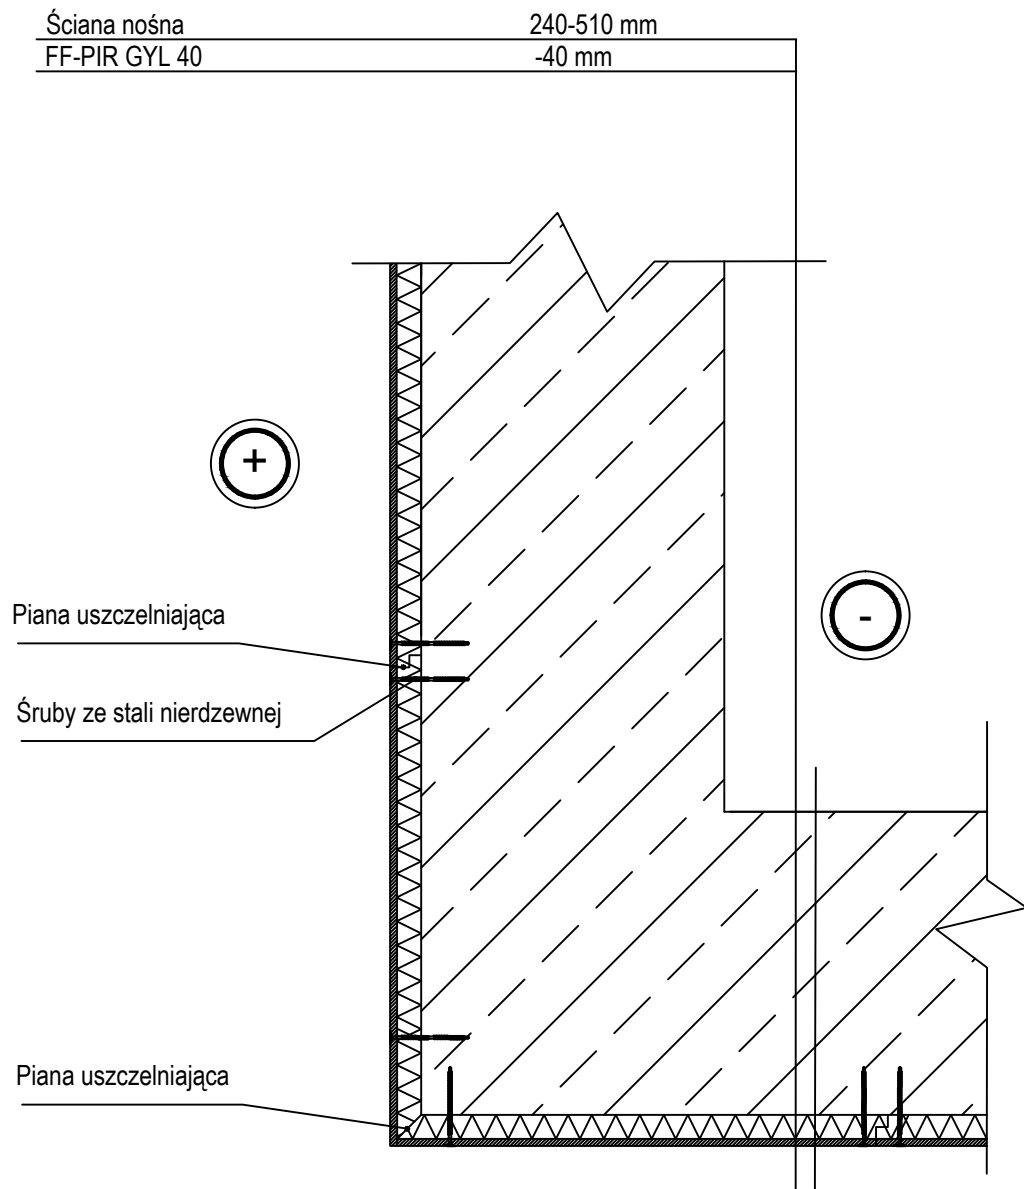 Ściana nośna 240-510 mm
FF-PIR GYL 40 -40 mm
+
Piana uszczelniająca
-
Śruby ze stali nierdzewnej
Piana uszczelniająca